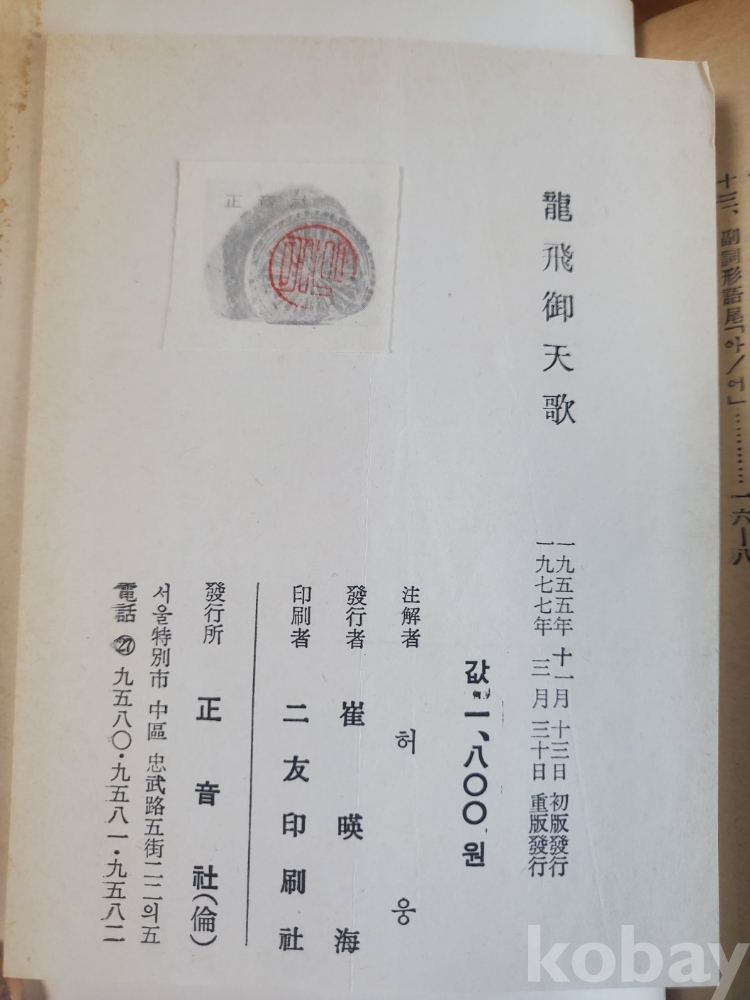 龍飛御天歌
一九五五年 十一月 十三日 初版發行
一九七七年 三月 三十日 重版發行
값 一、八〇〇 원
注解者 허웅
發行者 崔暎海
印刷者 二友印刷社
發行所 正音社(倫)
서울特別市 中區 忠武路五街二二의五
電話 ㉗ 九五八〇·九五八一·九五八二
正音社
十三、副詞形語尾「아/어」…………一六一八
kobay